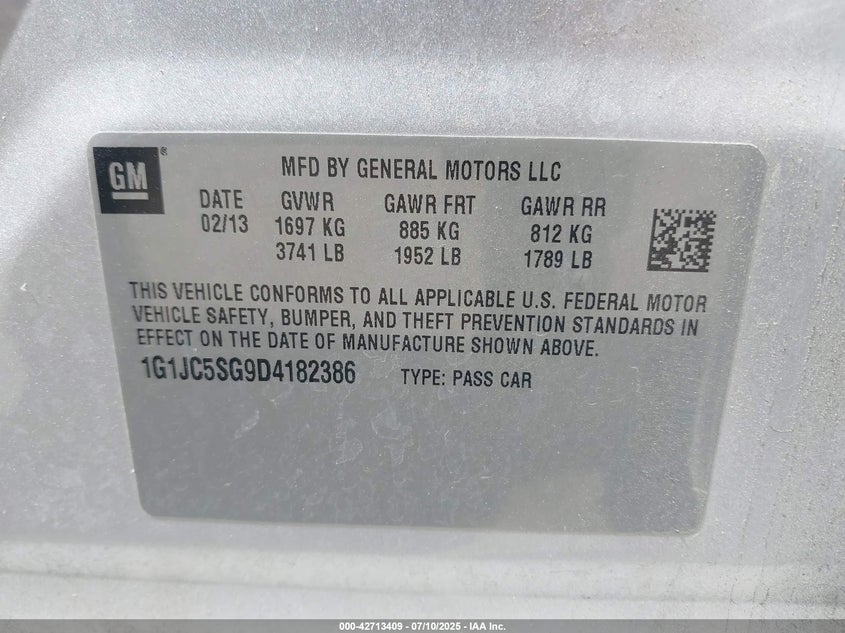 GM ®
MFD BY GENERAL MOTORS LLC
DATE GVWR GAWR FRT GAWR RR
02/13 1697 KG 885 KG 812 KG
3741 LB 1952 LB 1789 LB
THIS VEHICLE CONFORMS TO ALL APPLICABLE U.S. FEDERAL MOTOR
VEHICLE SAFETY, BUMPER, AND THEFT PREVENTION STANDARDS IN
EFFECT ON THE DATE OF MANUFACTURE SHOWN ABOVE.
1G1JC5SG9D4182386 TYPE: PASS CAR
000-42713409 - 07/10/2025 - IAA Inc.